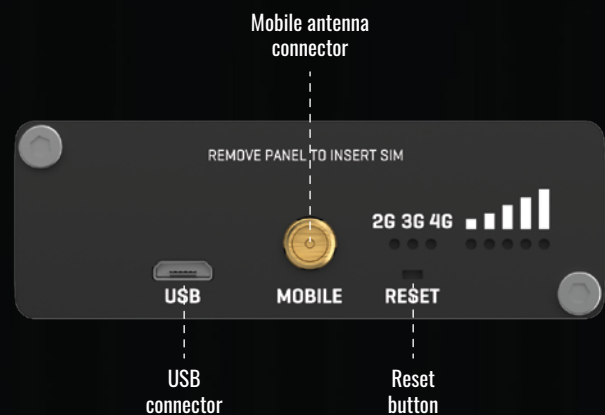 Mobile antenna
connector
REMOVE PANEL TO INSERT SIM
2G 3G 4G
USB
MOBILE
RESET
USB
connector
Reset
button